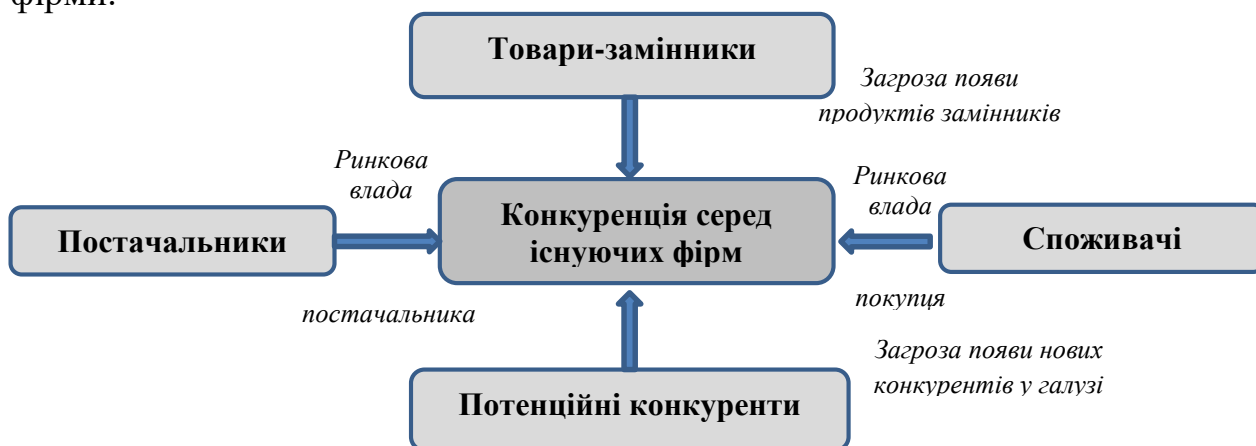 фірми.
Товари-замінники
Загроза появи
продуктів замінників
Ринкова
влада
Ринкова
влада
Постачальники
Конкуренція серед
існуючих фірм
Споживачі
постачальника
покупця
Загроза появи нових
конкурентів у галузі
Потенційні конкуренти